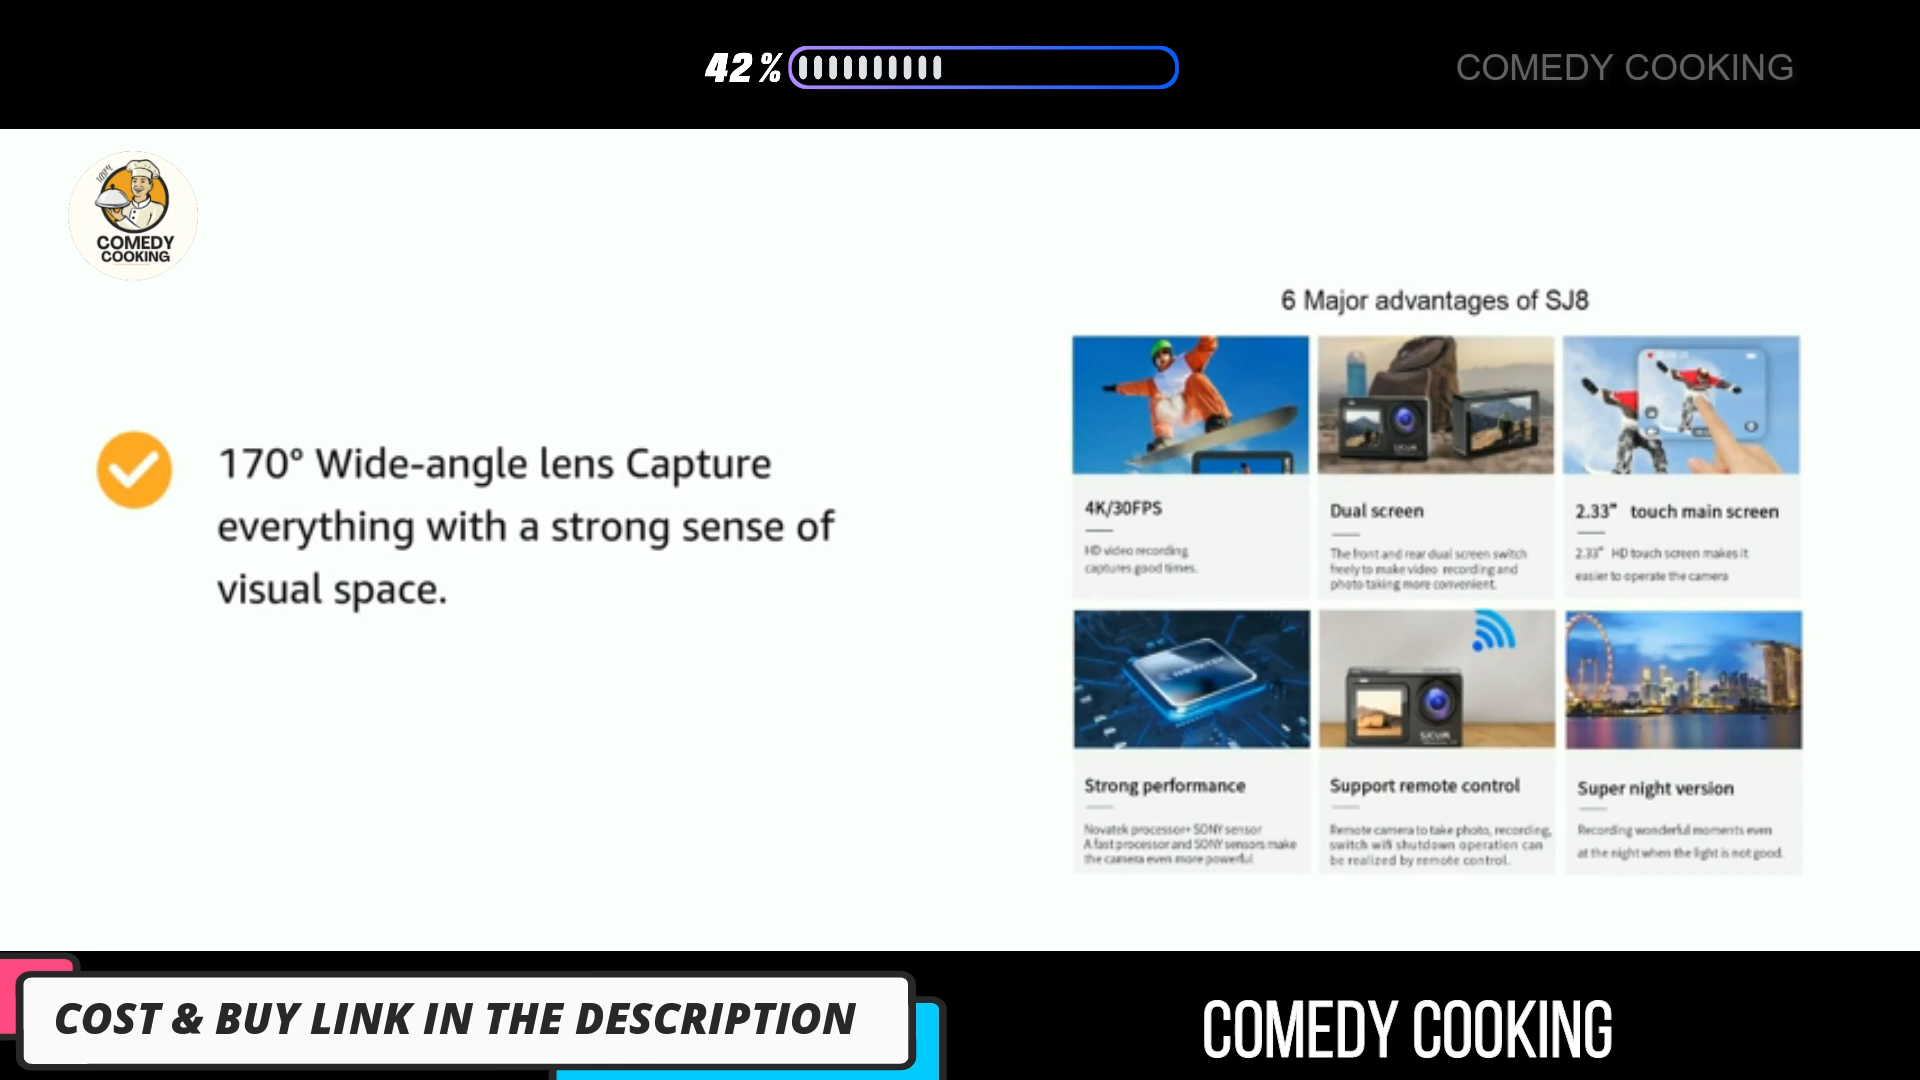 42%
COMEDY COOKING
COMEDY
COOKING
170° Wide-angle lens Capture
everything with a strong sense of
visual space.
6 Major advantages of SJ8
4K/30FPS
HD video recording
captures good times.
Dual screen
The front and rear dual screen switch
freely to make video recording and
photo taking more convenient.
2.33" touch main screen
2.33" HD touch screen makes it
easier to operate the camera
Strong performance
Novatek processor+ SONY sensor
A fast processor and SONY sensors make
the camera even more powerful
Support remote control
Remote camera to take photo, recording,
switch wifi shutdown operation can
be realized by remote control.
Super night version
Recording wonderful moments even
at the night when the light is not good.
COST & BUY LINK IN THE DESCRIPTION
COMEDY COOKING